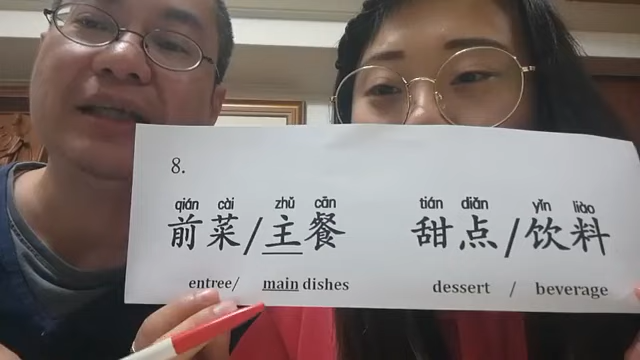 8.
qián cài zhǔ cān tián diǎn yǐn liào
前菜/主餐 甜点/饮料
entree/ main dishes dessert / beverage